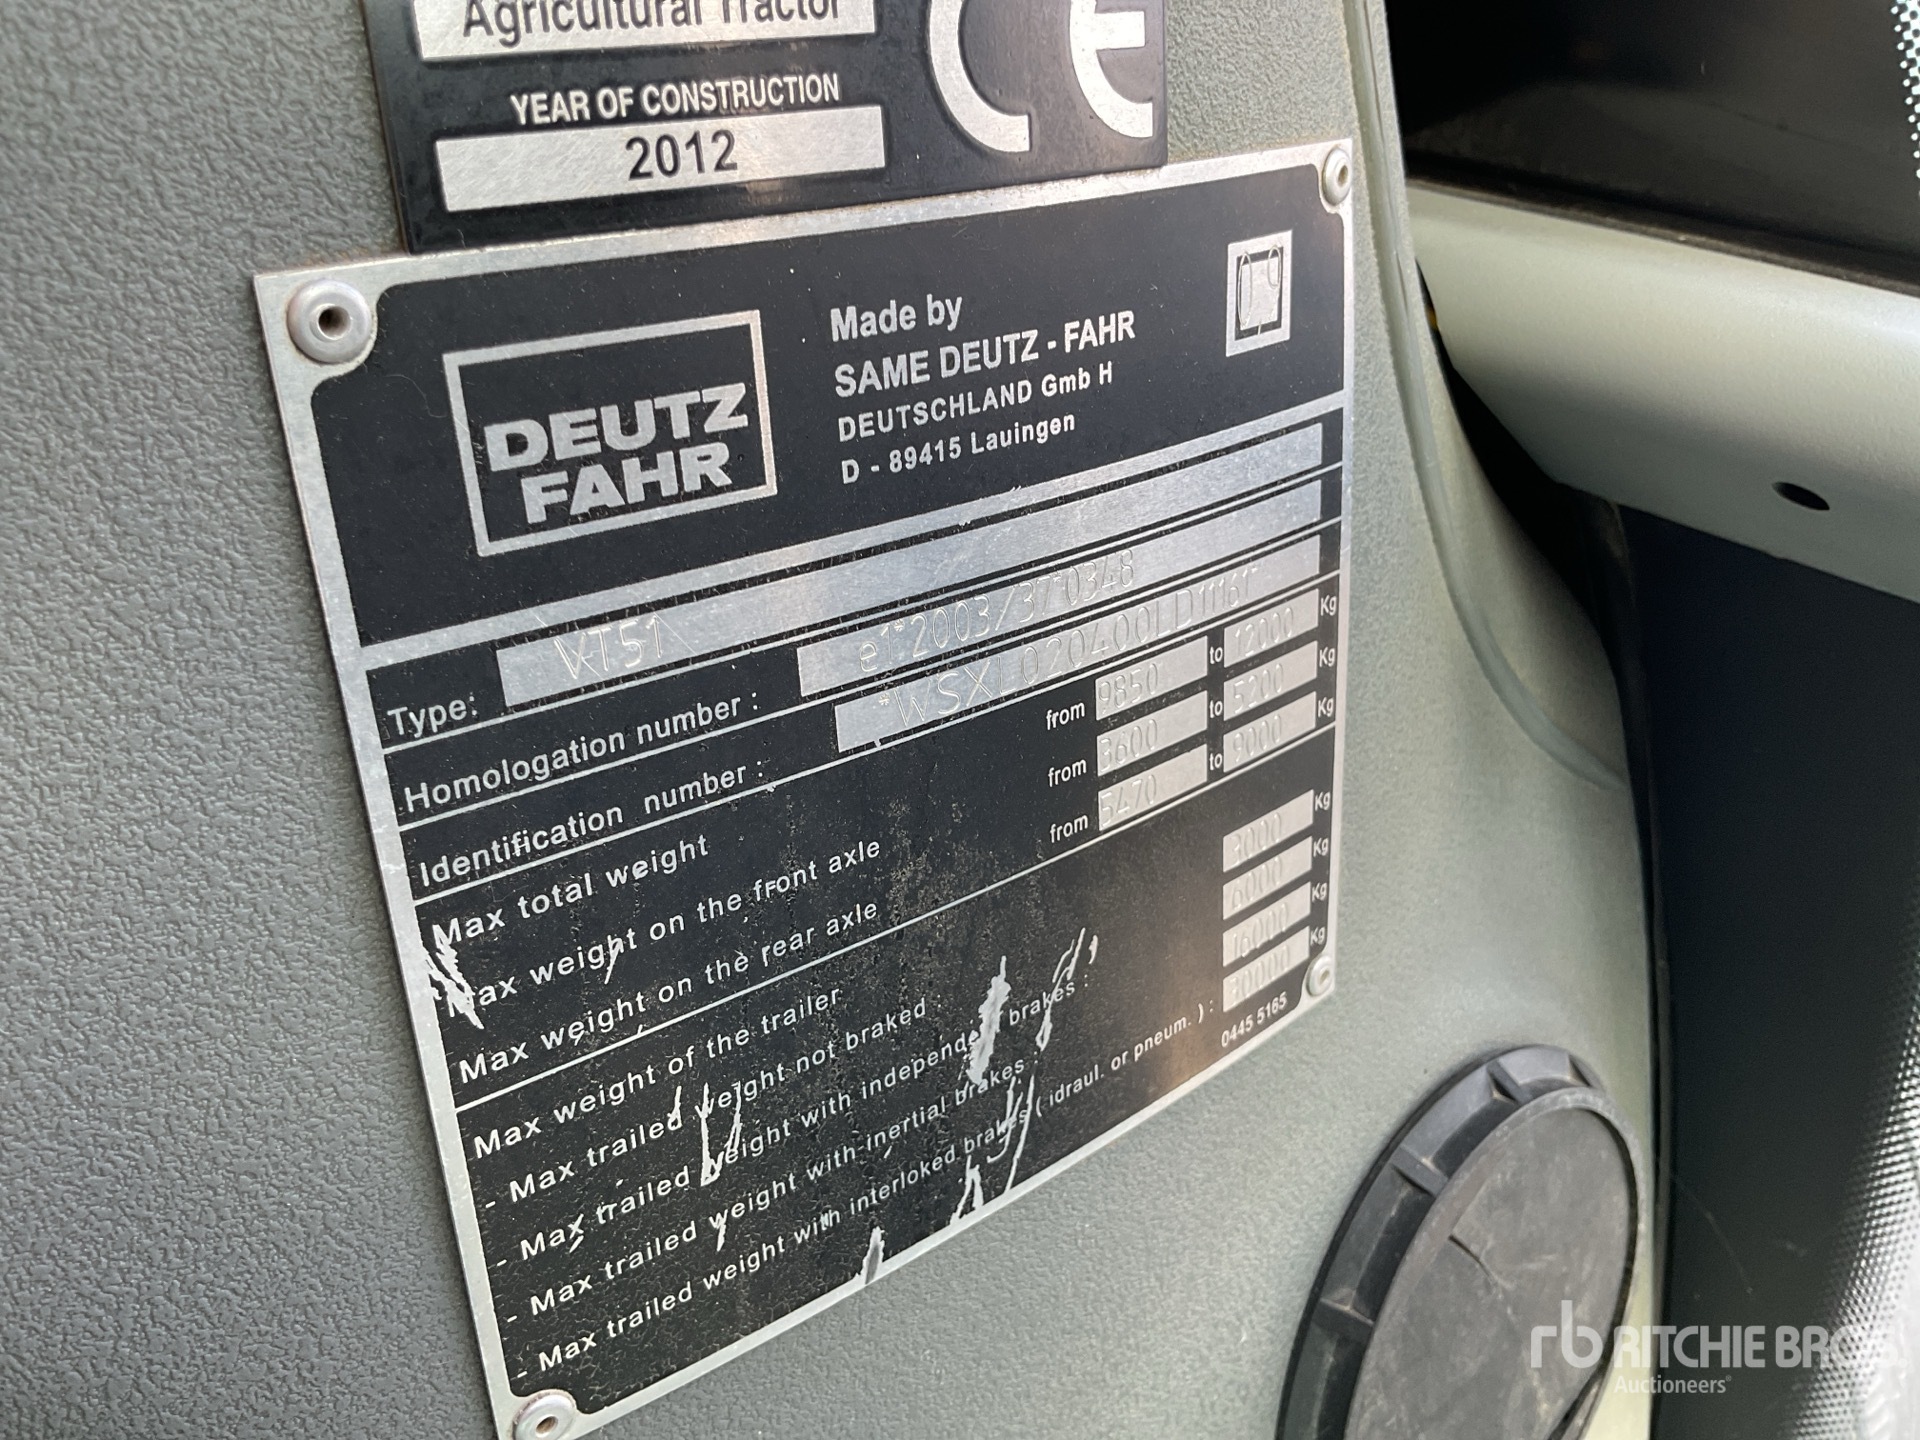 Agricultural Tractor
YEAR OF CONSTRUCTION
2012
CE
DEUTZ
FAHR
Made by
SAME DEUTZ - FAHR
DEUTSCHLAND Gmb H
D - 89415 Lauingen
Type: VT51
Homologation number : e1*2003/37*0348
Identification number : *WSXL020400LD11161*
Max total weight from 9850 to 12000 Kg
Max weight on the front axle from 3600 to 5200 Kg
Max weight on the rear axle from 5470 to 9000 Kg
Max weight of the trailer
- Max trailed weight not braked : 3000 Kg
- Max trailed weight with independent brakes : 6000 Kg
- Max trailed weight with inertial brakes : 16000 Kg
- Max trailed weight with interloked brakes ( idraul. or pneum. ) : 30000 Kg
0445 5165
rb RITCHIE BROS.
Auctioneers